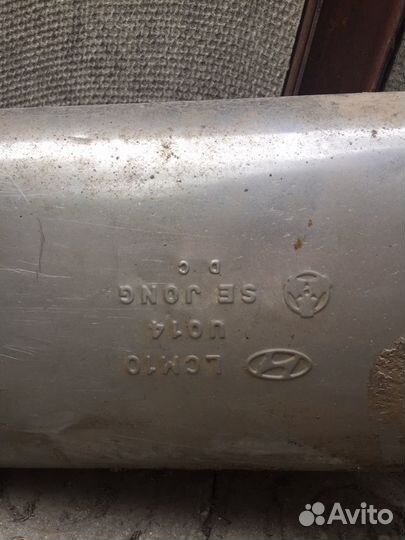 LCM10
U014
SE JONG
D.C
Avito